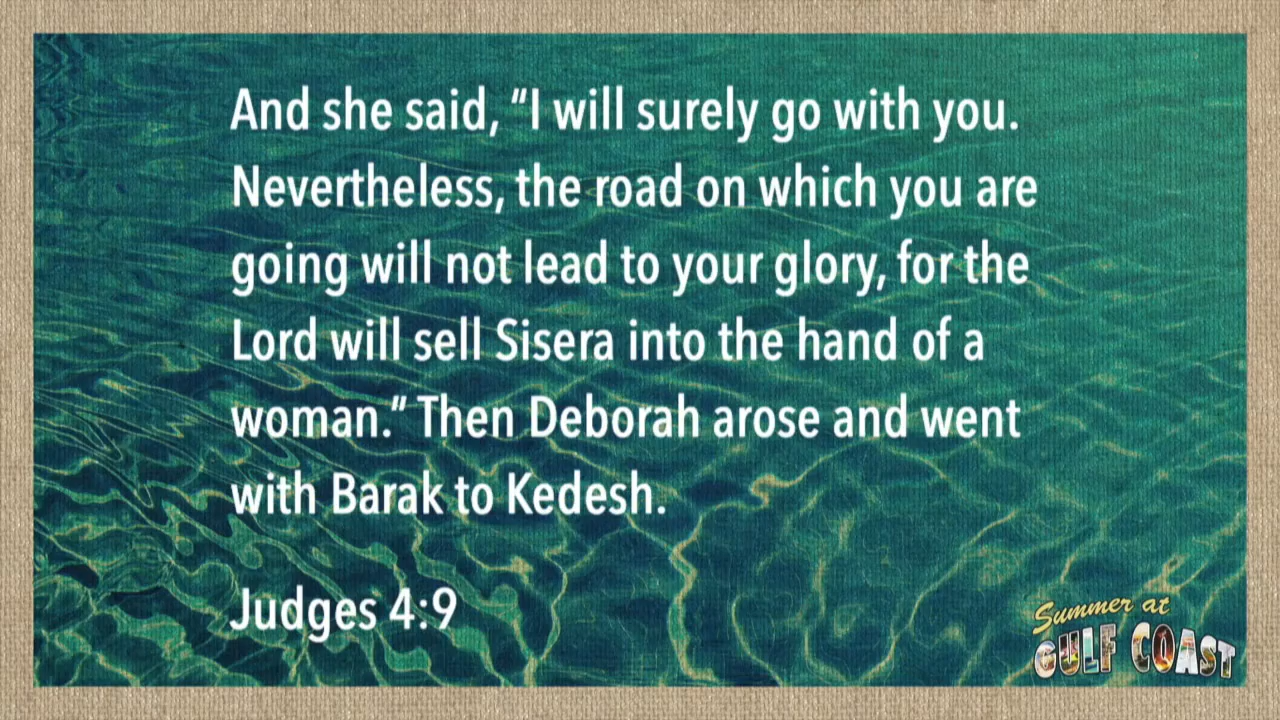 And she said, “I will surely go with you.
Nevertheless, the road on which you are
going will not lead to your glory, for the
Lord will sell Sisera into the hand of a
woman.” Then Deborah arose and went
with Barak to Kedesh.
Judges 4:9
Summer at
GULF COAST